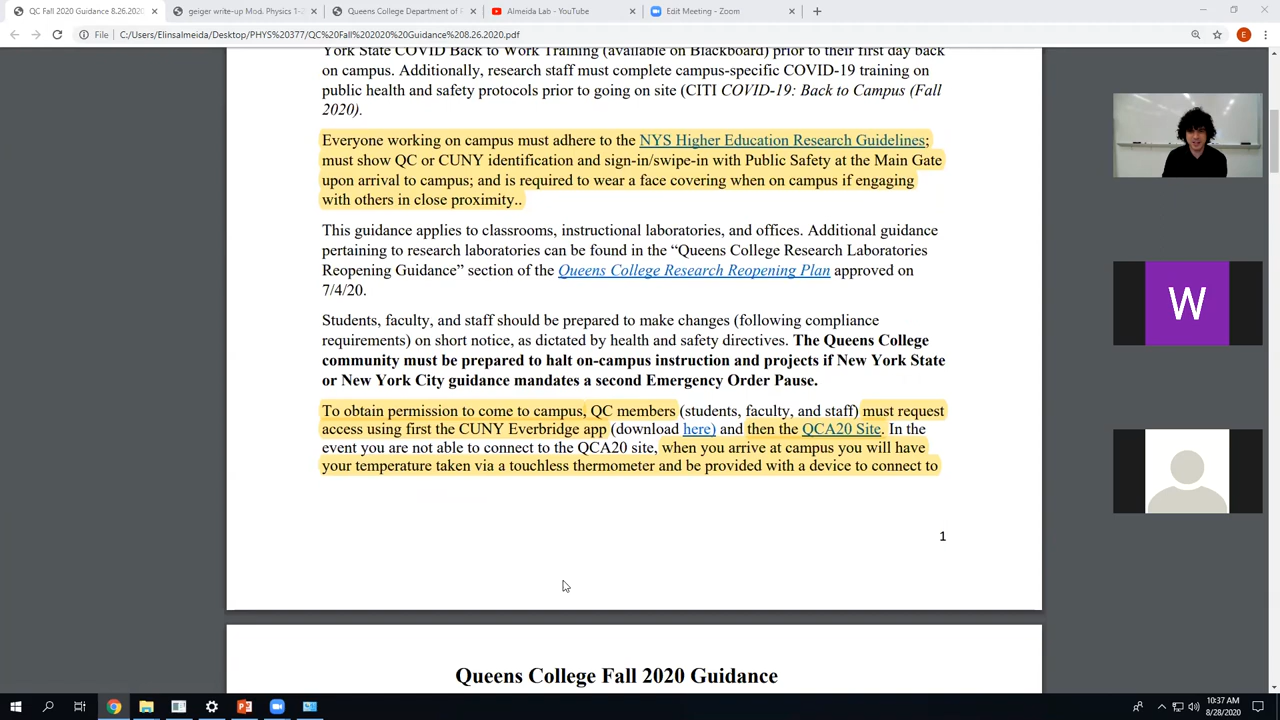 QC Fall 2020 Guidance 8.26.2020
geiger write-up Mod. Physics 1-
Queens College Department of
Almeida Lab - YouTube
Edit Meeting - Zoom
File
C:/Users/Elinsalmeida/Desktop/PHYS%20377/QC%20Fall%202020%20Guidance%208.26.2020.pdf
E
York State COVID Back to Work Training (available on Blackboard) prior to their first day back
on campus. Additionally, research staff must complete campus-specific COVID-19 training on
public health and safety protocols prior to going on site (CITI COVID-19: Back to Campus (Fall
2020).
Everyone working on campus must adhere to the NYS Higher Education Research Guidelines;
must show QC or CUNY identification and sign-in/swipe-in with Public Safety at the Main Gate
upon arrival to campus; and is required to wear a face covering when on campus if engaging
with others in close proximity..
This guidance applies to classrooms, instructional laboratories, and offices. Additional guidance
pertaining to research laboratories can be found in the “Queens College Research Laboratories
Reopening Guidance” section of the Queens College Research Reopening Plan approved on
7/4/20.
Students, faculty, and staff should be prepared to make changes (following compliance
requirements) on short notice, as dictated by health and safety directives. The Queens College
community must be prepared to halt on-campus instruction and projects if New York State
or New York City guidance mandates a second Emergency Order Pause.
To obtain permission to come to campus, QC members (students, faculty, and staff) must request
access using first the CUNY Everbridge app (download here) and then the QCA20 Site. In the
event you are not able to connect to the QCA20 site, when you arrive at campus you will have
your temperature taken via a touchless thermometer and be provided with a device to connect to
1
Queens College Fall 2020 Guidance
W
10:37 AM
8/28/2020